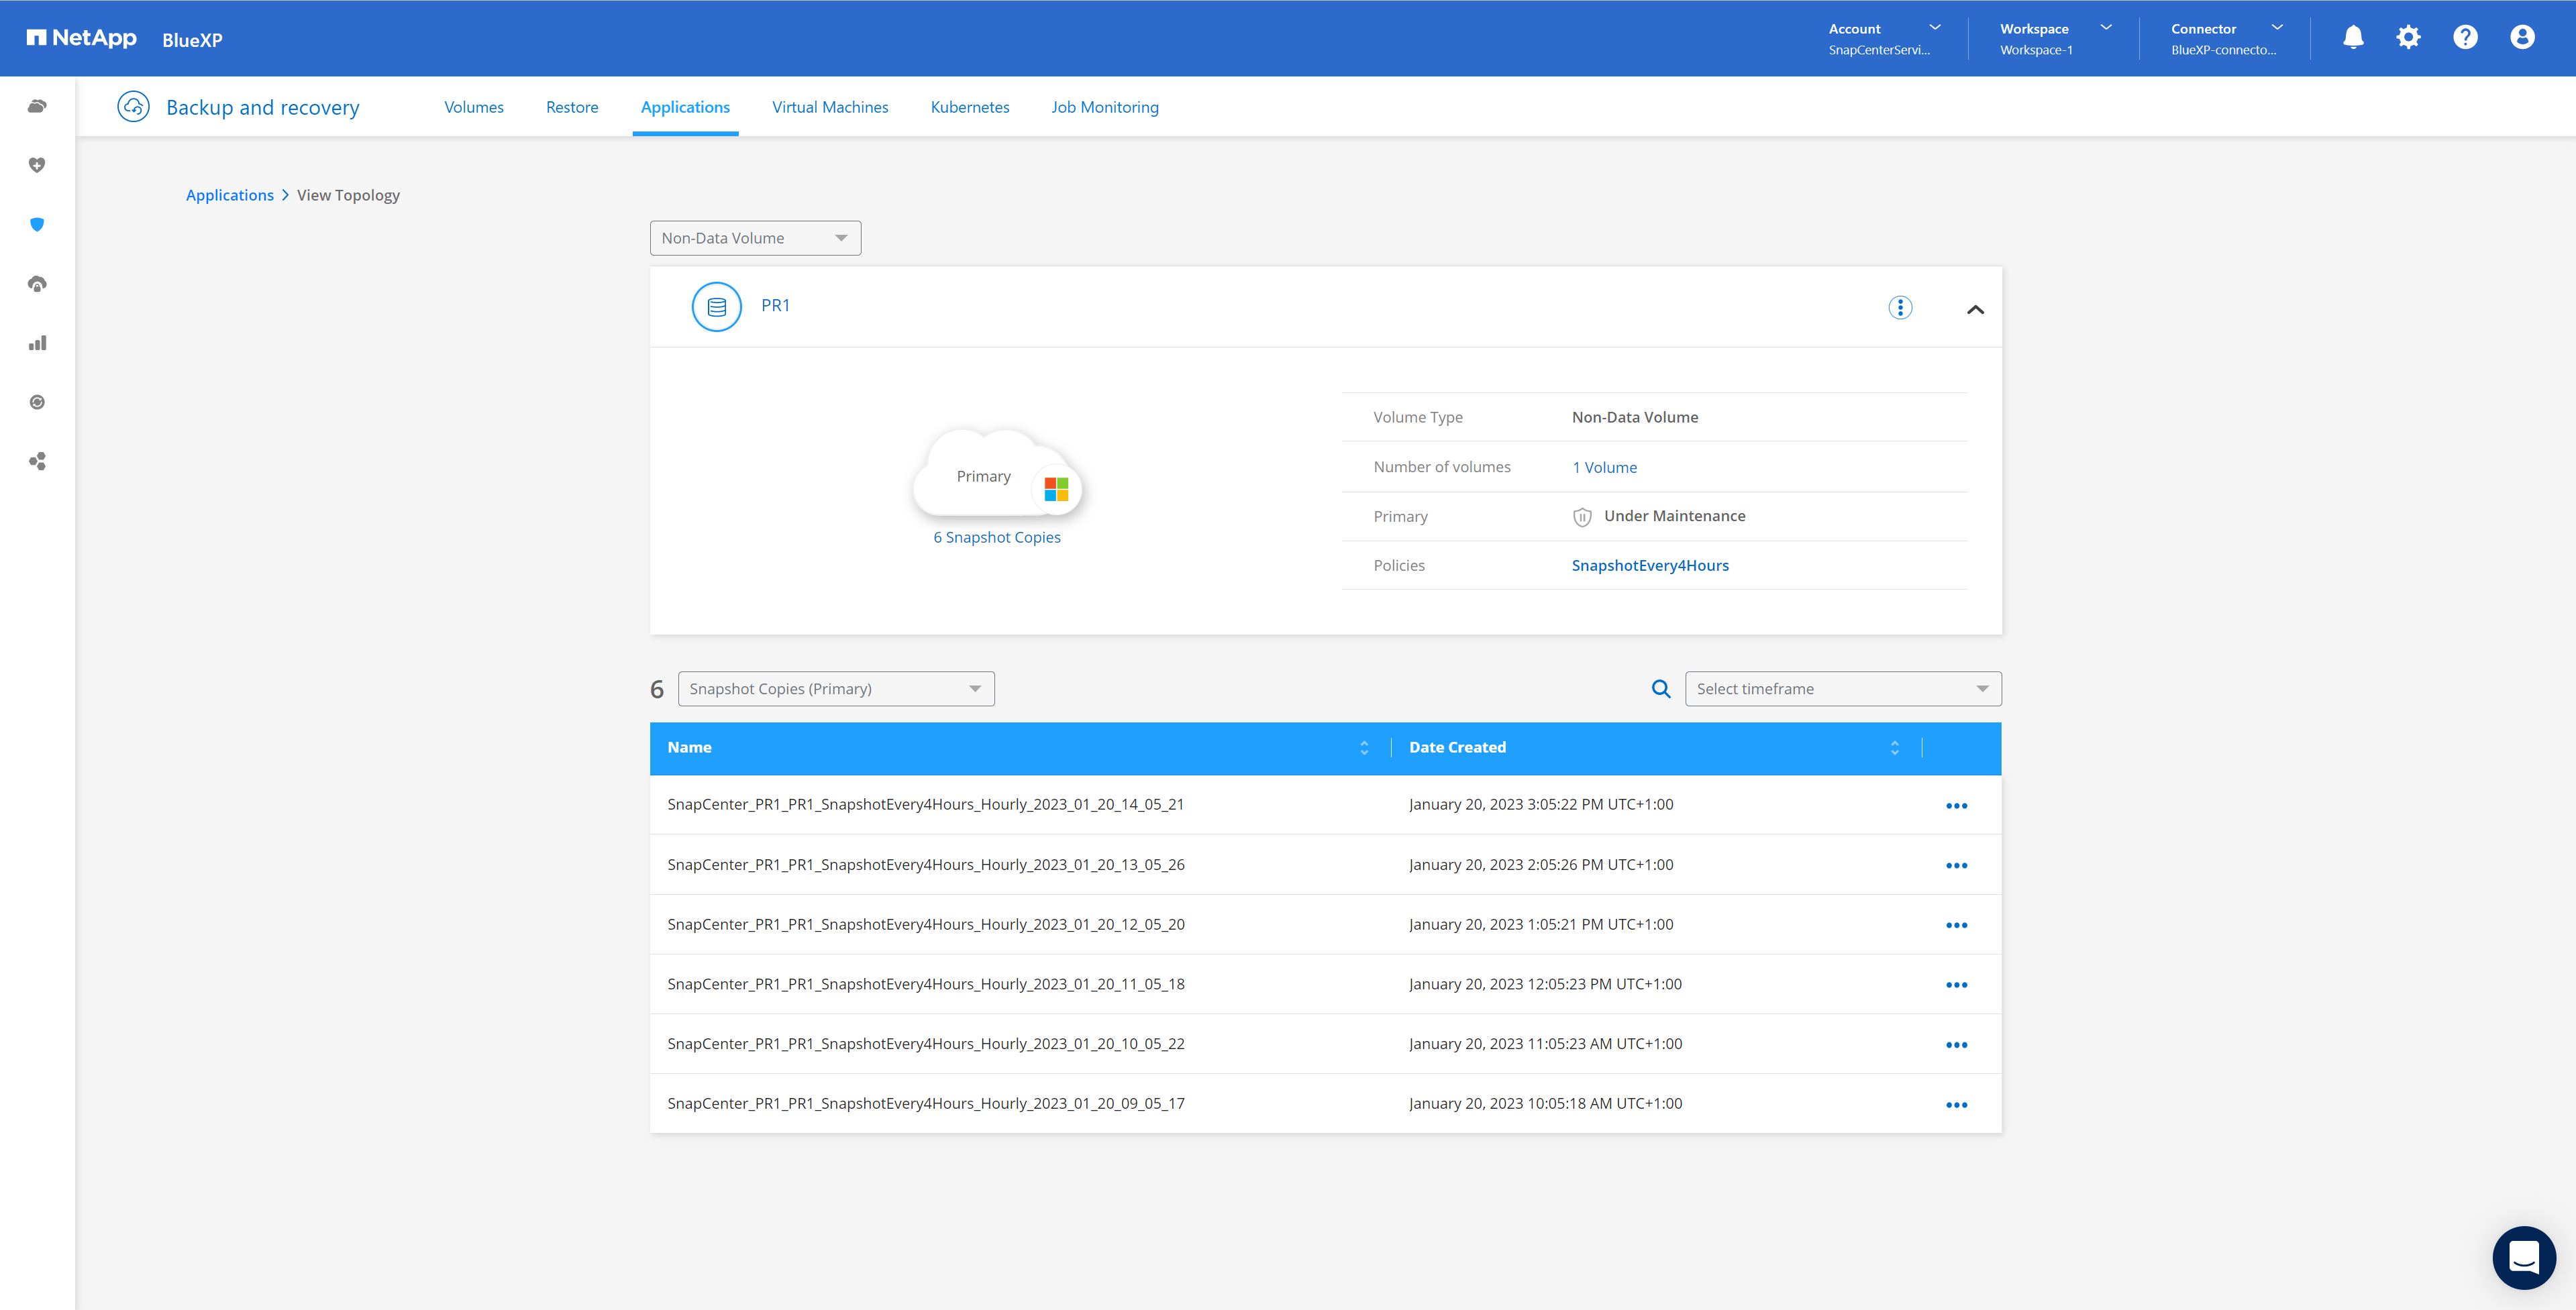 NetApp BlueXP
Account
SnapCenterServi...
Workspace
Workspace-1
Connector
BlueXP-connecto...
Backup and recovery
Volumes
Restore
Applications
Virtual Machines
Kubernetes
Job Monitoring
Applications > View Topology
Non-Data Volume
PR1
Primary
6 Snapshot Copies
Volume Type Non-Data Volume
Number of volumes 1 Volume
Primary Under Maintenance
Policies SnapshotEvery4Hours
6 Snapshot Copies (Primary)
Select timeframe
Name Date Created
SnapCenter_PR1_PR1_SnapshotEvery4Hours_Hourly_2023_01_20_14_05_21 January 20, 2023 3:05:22 PM UTC+1:00
SnapCenter_PR1_PR1_SnapshotEvery4Hours_Hourly_2023_01_20_13_05_26 January 20, 2023 2:05:26 PM UTC+1:00
SnapCenter_PR1_PR1_SnapshotEvery4Hours_Hourly_2023_01_20_12_05_20 January 20, 2023 1:05:21 PM UTC+1:00
SnapCenter_PR1_PR1_SnapshotEvery4Hours_Hourly_2023_01_20_11_05_18 January 20, 2023 12:05:23 PM UTC+1:00
SnapCenter_PR1_PR1_SnapshotEvery4Hours_Hourly_2023_01_20_10_05_22 January 20, 2023 11:05:23 AM UTC+1:00
SnapCenter_PR1_PR1_SnapshotEvery4Hours_Hourly_2023_01_20_09_05_17 January 20, 2023 10:05:18 AM UTC+1:00